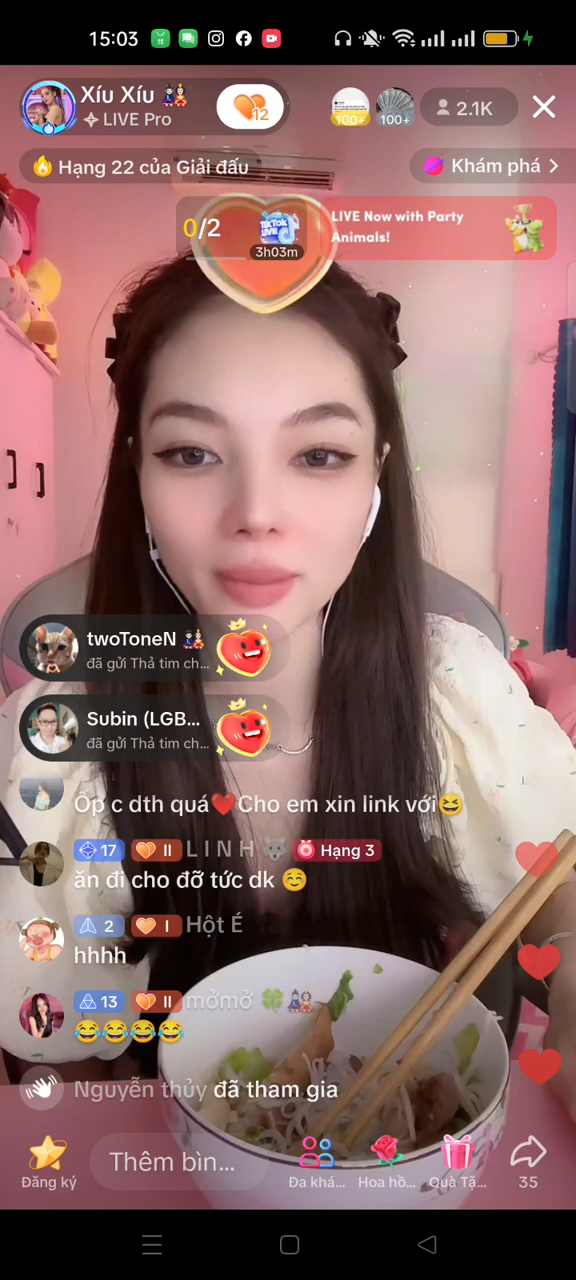 15:03
Xíu Xíu 🎎
LIVE Pro
12
100+
100+
2.1K
Hạng 22 của Giải đấu
Khám phá
0/2
TikTok LIVE
3h03m
LIVE Now with Party
Animals!
twoToneN 🎎
đã gửi Thả tim ch...
Subin (LGB...
đã gửi Thả tim ch...
Ốp c dth quá❤️Cho em xin link với😆
17 II L I N H 🐺 Hạng 3
ăn đi cho đỡ tức dk ☺️
2 I Hột É
hhhh
13 II mởmở 🍀🎎
😂😂😂😂
Nguyễn thủy đã tham gia
Thêm bìn...
Đăng ký
Đa khá...
Hoa hồ...
Quà Tặ...
35